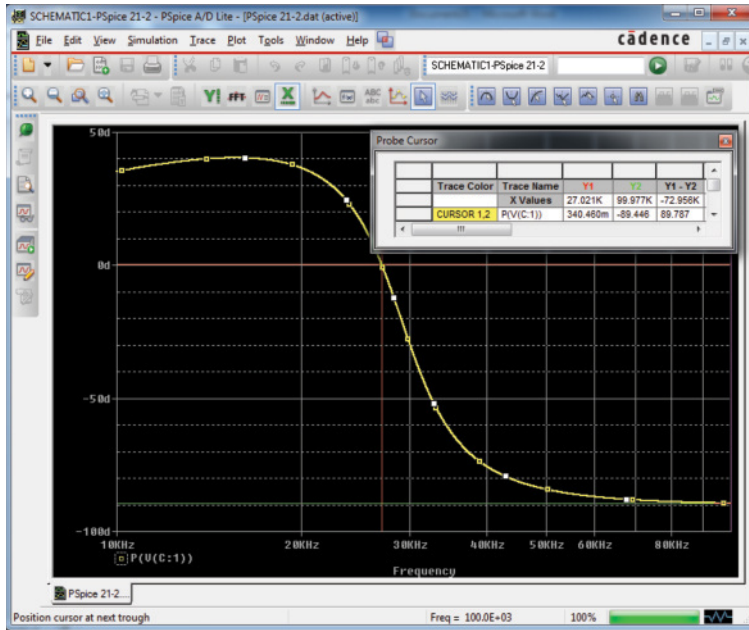 SCHEMATIC1-PSpice 21-2 - PSpice A/D Lite - [PSpice 21-2.dat (active)]
File Edit View Simulation Trace Plot Tools Window Help
cādence
SCHEMATIC1-PSpice 21-2
Probe Cursor
Trace Color Trace Name Y1 Y2 Y1 - Y2
X Values 27.021K 99.977K -72.956K
CURSOR 1,2 P(V(C:1)) 340.460m -89.446 89.787
50d
0d
-50d
-100d
10KHz 20KHz 30KHz 40KHz 50KHz 60KHz 80KHz
P(V(C:1))
Frequency
PSpice 21-2....
Position cursor at next trough Freq = 100.0E+03 100%